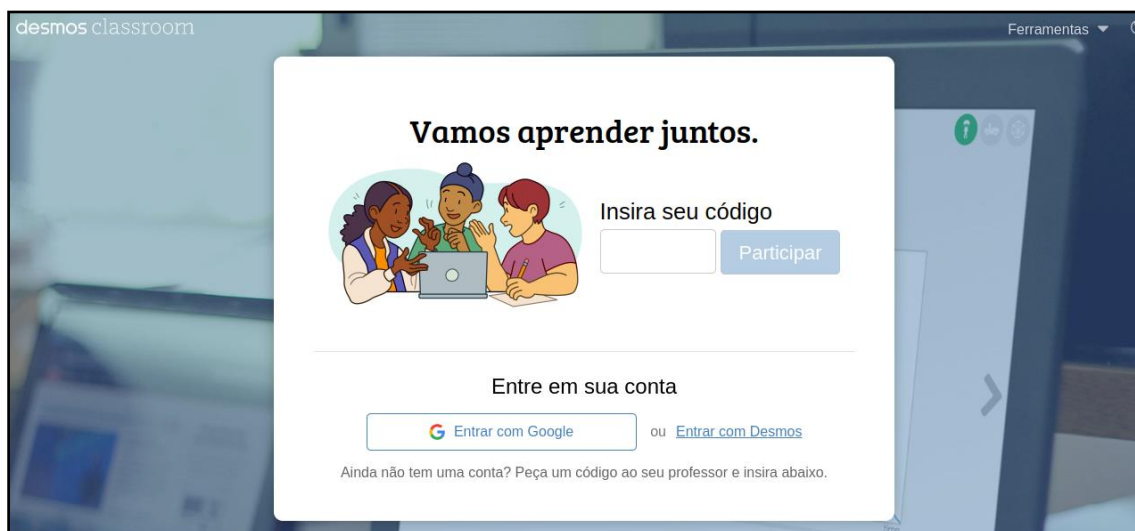 desmos classroom
Ferramentas
Vamos aprender juntos.
Insira seu código
Participar
Entre em sua conta
Entrar com Google
ou Entrar com Desmos
Ainda não tem uma conta? Peça um código ao seu professor e insira abaixo.